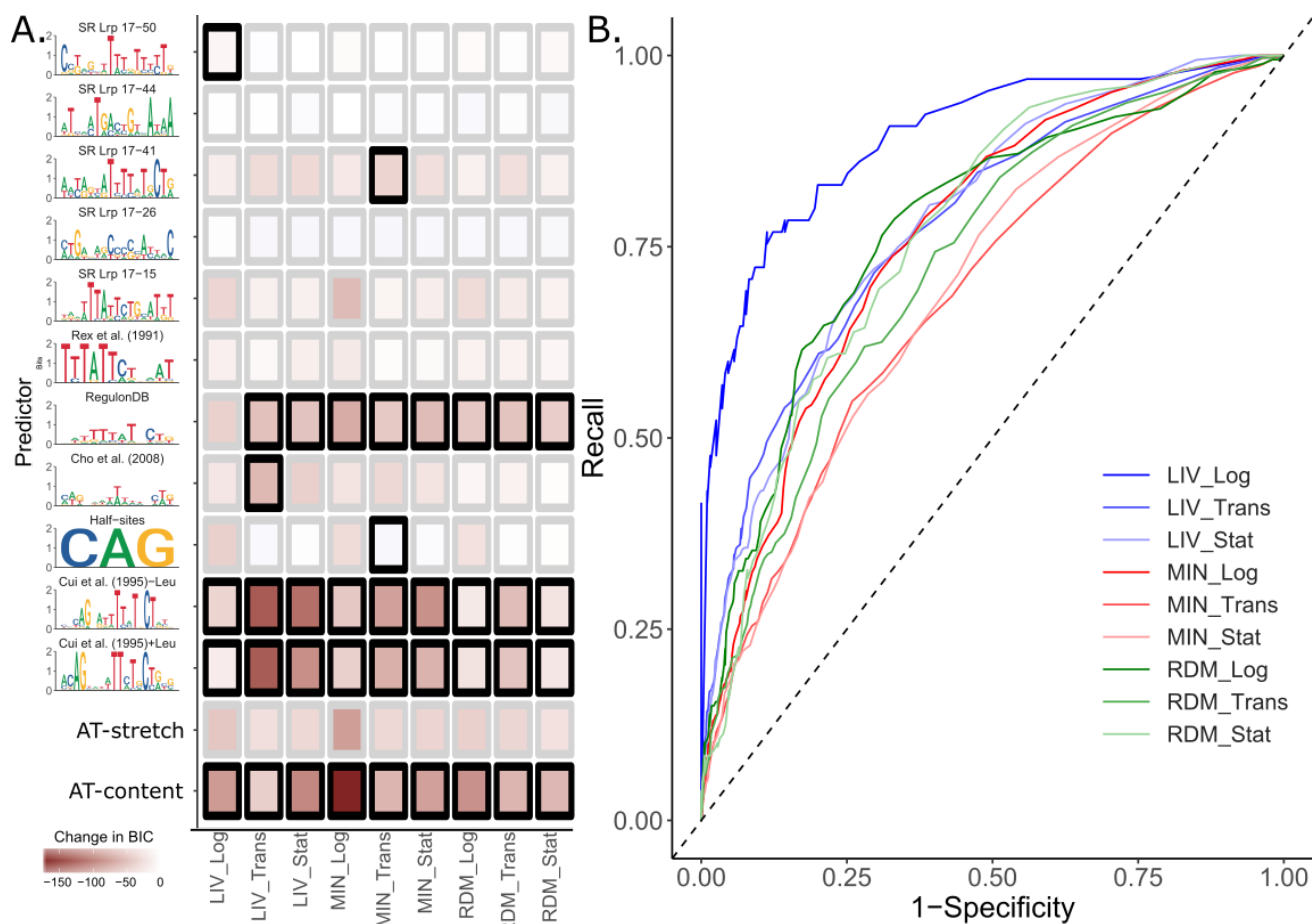 A.
SR Lrp 17−50
SR Lrp 17−44
SR Lrp 17−41
SR Lrp 17−26
SR Lrp 17−15
Rex et al. (1991)
RegulonDB
Cho et al. (2008)
Half-sites
CAG
Cui et al. (1995)−Leu
Cui et al. (1995)+Leu
AT-stretch
AT-content
Predictor
Bits
2
1
0
Change in BIC
−150
−100
−50
0
LIV_Log
LIV_Trans
LIV_Stat
MIN_Log
MIN_Trans
MIN_Stat
RDM_Log
RDM_Trans
RDM_Stat
B.
Recall
1.00
0.75
0.50
0.25
0.00
0.00
0.25
0.50
0.75
1.00
1−Specificity
LIV_Log
LIV_Trans
LIV_Stat
MIN_Log
MIN_Trans
MIN_Stat
RDM_Log
RDM_Trans
RDM_Stat